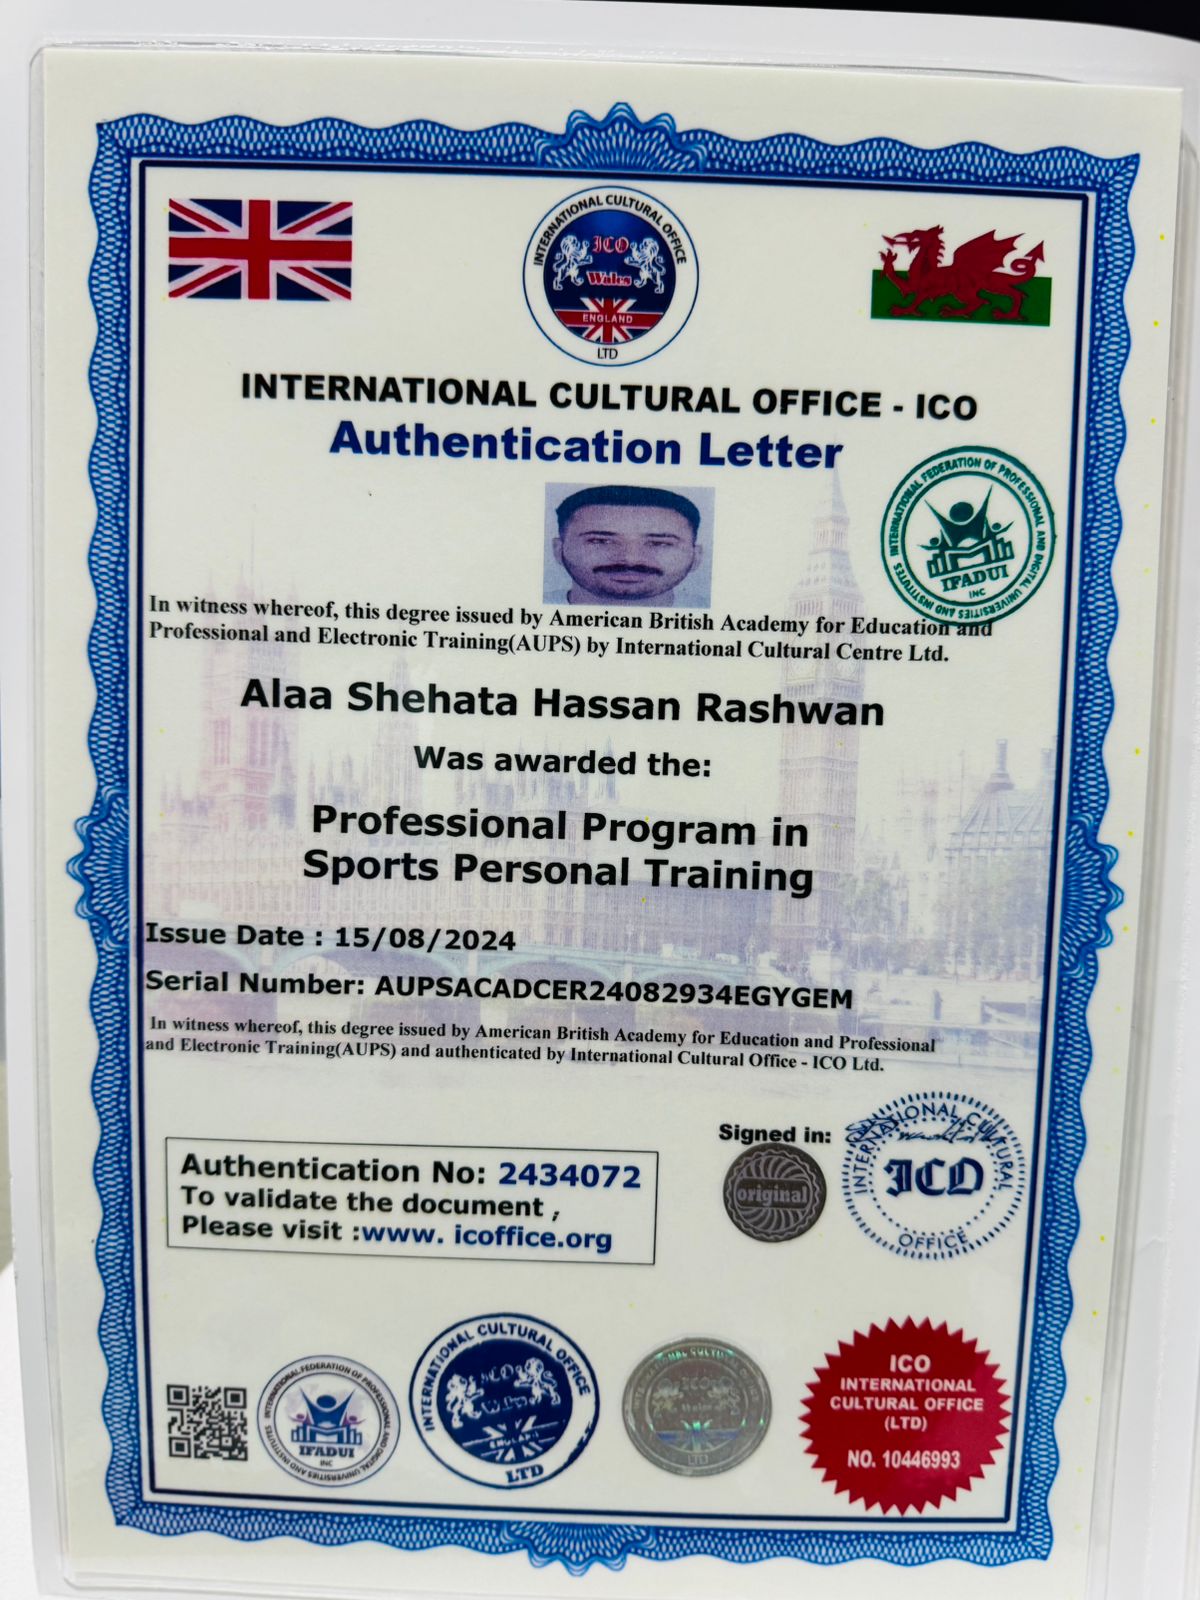 INTERNATIONAL CULTURAL OFFICE
ICO
Wales
ENGLAND
LTD
INTERNATIONAL CULTURAL OFFICE - ICO
Authentication Letter
INTERNATIONAL FEDERATION OF PROFESSIONAL AND DIGITAL UNIVERSITIES AND INSTITUTES
IFADUI
INC
In witness whereof, this degree issued by American British Academy for Education and
Professional and Electronic Training(AUPS) by International Cultural Centre Ltd.
Alaa Shehata Hassan Rashwan
Was awarded the:
Professional Program in
Sports Personal Training
Issue Date : 15/08/2024
Serial Number: AUPSACADCER24082934EGYGEM
In witness whereof, this degree issued by American British Academy for Education and Professional
and Electronic Training(AUPS) and authenticated by International Cultural Office - ICO Ltd.
Signed in:
original
INTERNATIONAL CULTURAL
ICO
OFFICE
Authentication No: 2434072
To validate the document ,
Please visit :www. icoffice.org
INTERNATIONAL FEDERATION OF PROFESSIONAL AND DIGITAL UNIVERSITIES AND INSTITUTES
IFADUI
INC
INTERNATIONAL CULTURAL OFFICE
ICO
Wales
ENGLAND
LTD
INTERNATIONAL CULTURAL OFFICE
ICO
Wales
LTD
ICO
INTERNATIONAL
CULTURAL OFFICE
(LTD)
NO. 10446993